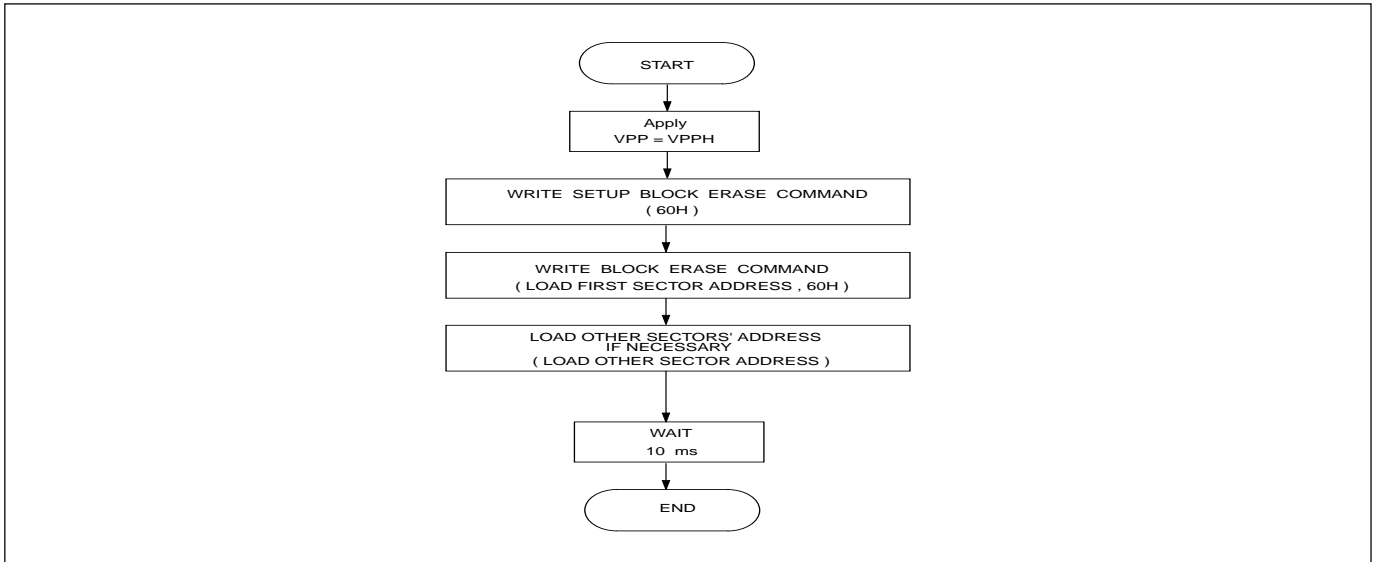 START
Apply
VPP = VPPH
WRITE SETUP BLOCK ERASE COMMAND
( 60H )
WRITE BLOCK ERASE COMMAND
( LOAD FIRST SECTOR ADDRESS , 60H )
LOAD OTHER SECTORS' ADDRESS
IF NECESSARY
( LOAD OTHER SECTOR ADDRESS )
WAIT
10 ms
END